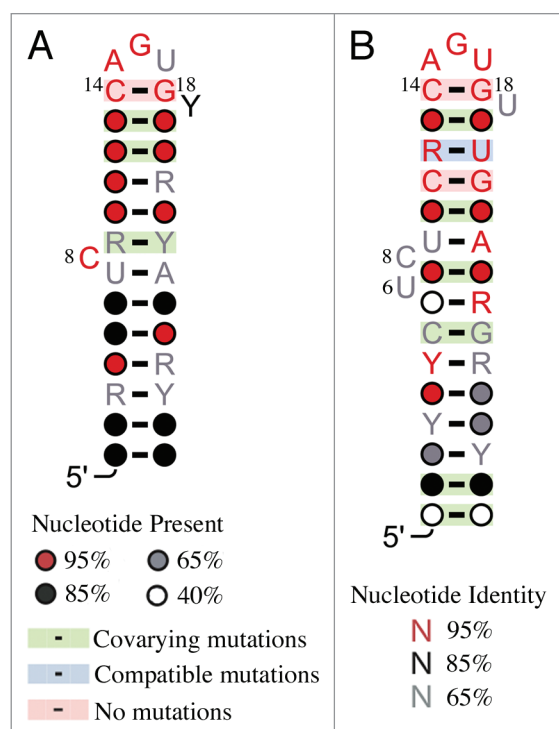 A
A G U
14 C - G 18
Y
R
R - Y
8 C
U - A
R
R - Y
5'
Nucleotide Present
95% 65%
85% 40%
- Covarying mutations
- Compatible mutations
- No mutations
B
A G U
14 C - G 18
U
R - U
C - G
U - A
8 C
6 U
- R
C - G
Y - R
Y -
- Y
5'
Nucleotide Identity
N 95%
N 85%
N 65%